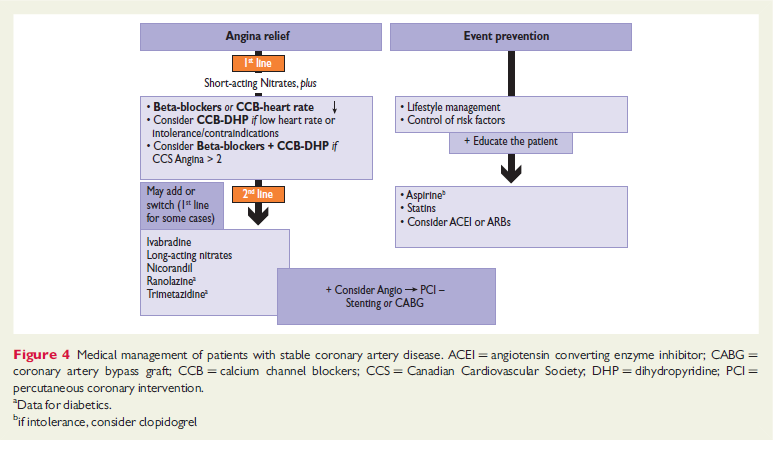 Angina relief
1st line
Short-acting Nitrates, plus
• Beta-blockers or CCB-heart rate ↓
• Consider CCB-DHP if low heart rate or
intolerance/contraindications
• Consider Beta-blockers + CCB-DHP if
CCS Angina > 2
May add or
switch (1st line
for some cases)
2nd line
Ivabradine
Long-acting nitrates
Nicorandil
Ranolazineª
Trimetazidineª
+ Consider Angio → PCI –
Stenting or CABG
Event prevention
• Lifestyle management
• Control of risk factors
+ Educate the patient
• Aspirineᵇ
• Statins
• Consider ACEI or ARBs
Figure 4 Medical management of patients with stable coronary artery disease. ACEI = angiotensin converting enzyme inhibitor; CABG =
coronary artery bypass graft; CCB = calcium channel blockers; CCS = Canadian Cardiovascular Society; DHP = dihydropyridine; PCI =
percutaneous coronary intervention.
ªData for diabetics.
ᵇif intolerance, consider clopidogrel